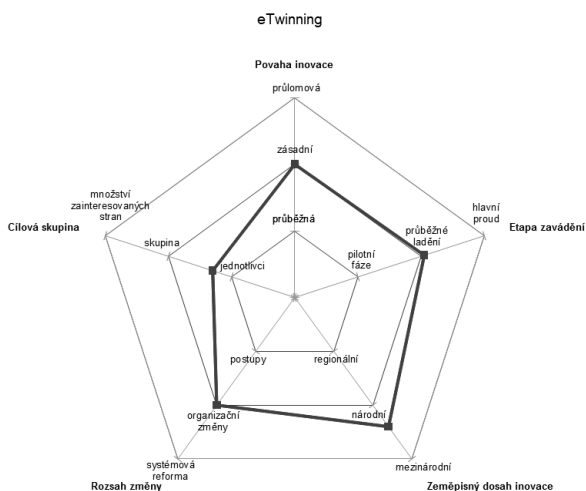 eTwinning
Povaha inovace
průlomová
zásadní
průběžná
Cílová skupina
množství
zainteresovaných
stran
skupina
jednotlivci
hlavní
proud
Etapa zavádění
průběžné
ladění
pilotní
fáze
postupy
regionální
organizační
změny
národní
systémová
reforma
mezinárodní
Rozsah změny
Zeměpisný dosah inovace